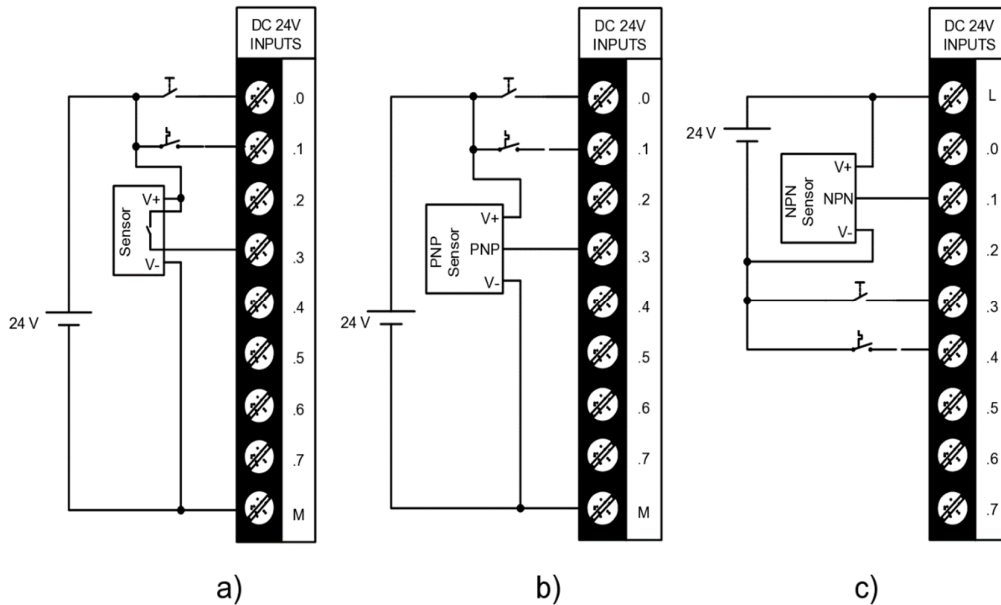 DC 24V
INPUTS
.0
.1
.2
.3
.4
.5
.6
.7
M
24 V
Sensor
V+
V-
a)
DC 24V
INPUTS
.0
.1
.2
.3
.4
.5
.6
.7
M
24 V
PNP
Sensor
V+
PNP
V-
b)
DC 24V
INPUTS
L
.0
.1
.2
.3
.4
.5
.6
.7
24 V
NPN
Sensor
V+
NPN
V-
c)